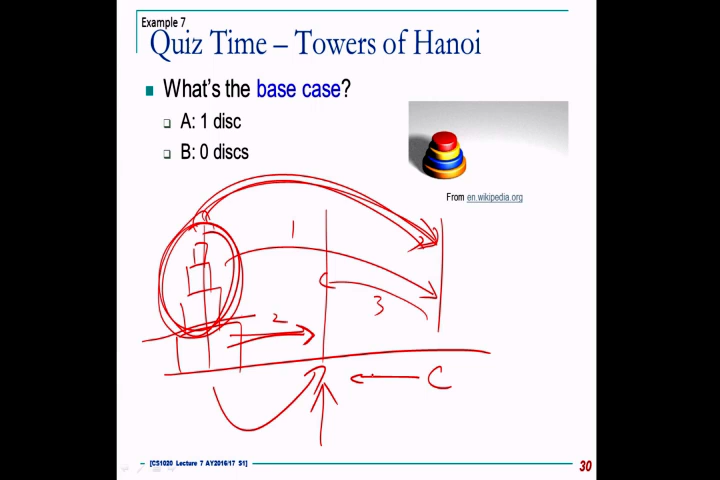 Example 7
Quiz Time – Towers of Hanoi
What's the base case?
A: 1 disc
B: 0 discs
From en.wikipedia.org
1
2
3
C
[CS1020 Lecture 7 AY2016/17 S1]
30